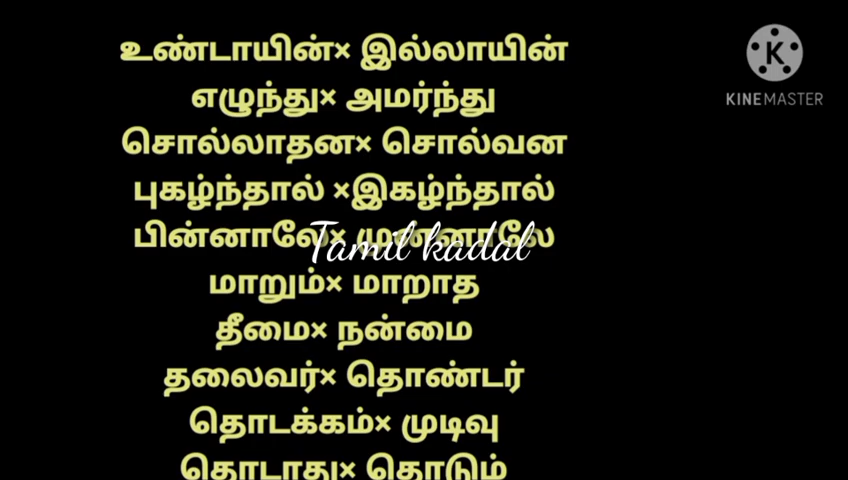 உண்டாயின்× இல்லாயின்
எழுந்து× அமர்ந்து
சொல்லாதன× சொல்வன
புகழ்ந்தால் ×இகழ்ந்தால்
பின்னாலே× முன்னாலே
Tamil kadal
மாறும்× மாறாத
தீமை× நன்மை
தலைவர்× தொண்டர்
தொடக்கம்× முடிவு
தொடாது× தொடும்
KINEMASTER